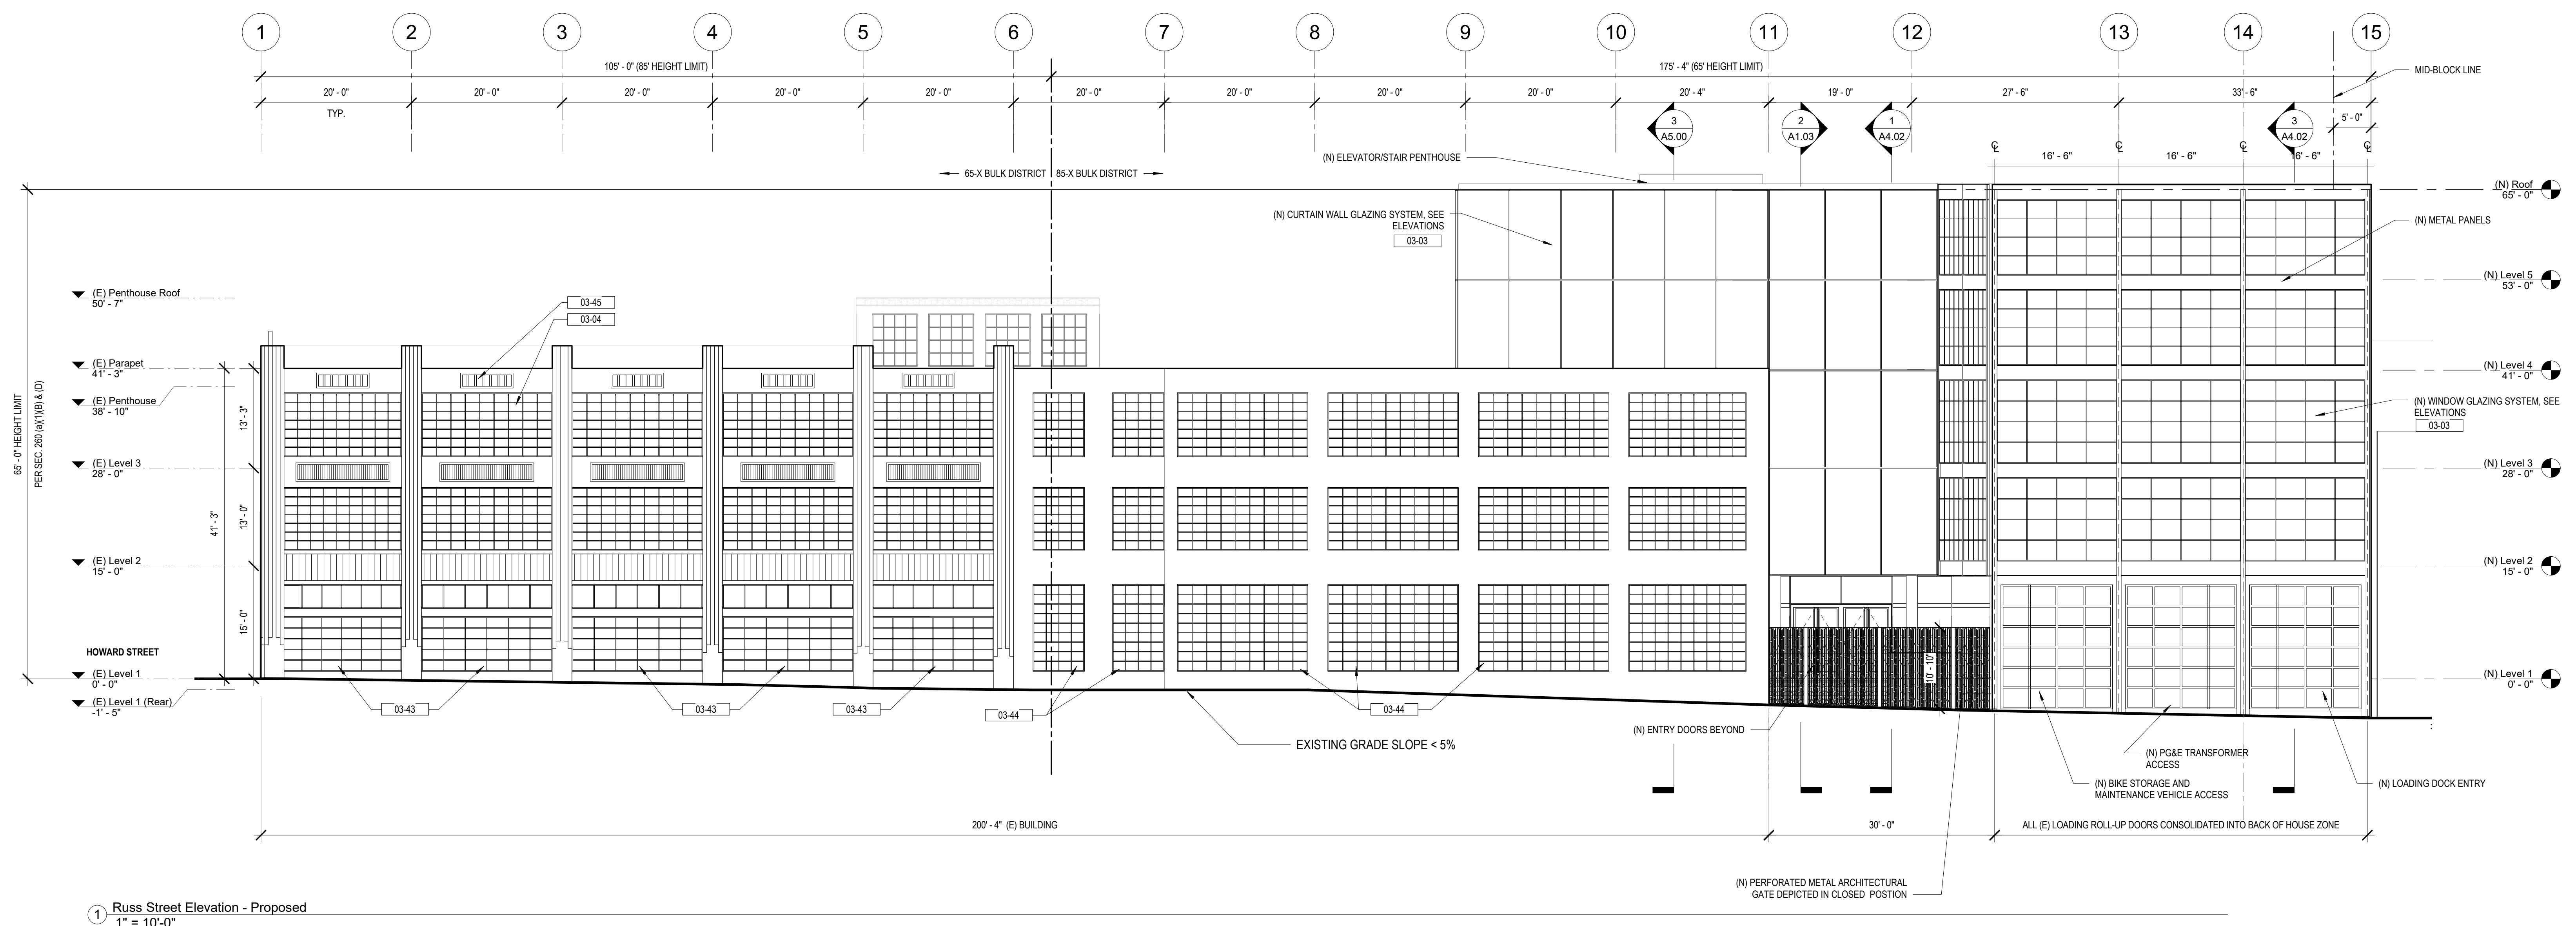 1 2 3 4 5 6 7 8 9 10 11 12 13 14 15
105' - 0" (85' HEIGHT LIMIT)
175' - 4" (65' HEIGHT LIMIT)
MID-BLOCK LINE
20' - 0" 20' - 0" 20' - 0" 20' - 0" 20' - 0" 20' - 0" 20' - 0" 20' - 0" 20' - 0" 20' - 4" 19' - 0" 27' - 6" 33' - 6"
TYP.
5' - 0"
3
A5.00
2
A1.03
1
A4.02
3
A4.02
16' - 6" 16' - 6" 16' - 6"
(N) ELEVATOR/STAIR PENTHOUSE
65-X BULK DISTRICT
85-X BULK DISTRICT
(N) Roof
65' - 0"
(N) CURTAIN WALL GLAZING SYSTEM, SEE
ELEVATIONS
03-03
(N) METAL PANELS
(N) Level 5
53' - 0"
(E) Penthouse Roof
50' - 7"
03-45
03-04
(E) Parapet
41' - 3"
(N) Level 4
41' - 0"
(E) Penthouse
38' - 10"
(N) WINDOW GLAZING SYSTEM, SEE
ELEVATIONS
03-03
65' - 0" HEIGHT LIMIT
PER SEC. 260 (a)(1)(B) & (D)
13' - 3"
(E) Level 3
28' - 0"
(N) Level 3
28' - 0"
41' - 3"
13' - 0"
(E) Level 2
15' - 0"
(N) Level 2
15' - 0"
15' - 0"
HOWARD STREET
(E) Level 1
0' - 0"
10' - 10"
(N) Level 1
0' - 0"
(E) Level 1 (Rear)
-1' - 5"
03-43
03-43
03-43
03-44
03-44
(N) ENTRY DOORS BEYOND
EXISTING GRADE SLOPE < 5%
(N) PG&E TRANSFORMER
ACCESS
(N) BIKE STORAGE AND
MAINTENANCE VEHICLE ACCESS
(N) LOADING DOCK ENTRY
200' - 4" (E) BUILDING
30' - 0"
ALL (E) LOADING ROLL-UP DOORS CONSOLIDATED INTO BACK OF HOUSE ZONE
(N) PERFORATED METAL ARCHITECTURAL
GATE DEPICTED IN CLOSED POSTION
1
Russ Street Elevation - Proposed
1" = 10'-0"